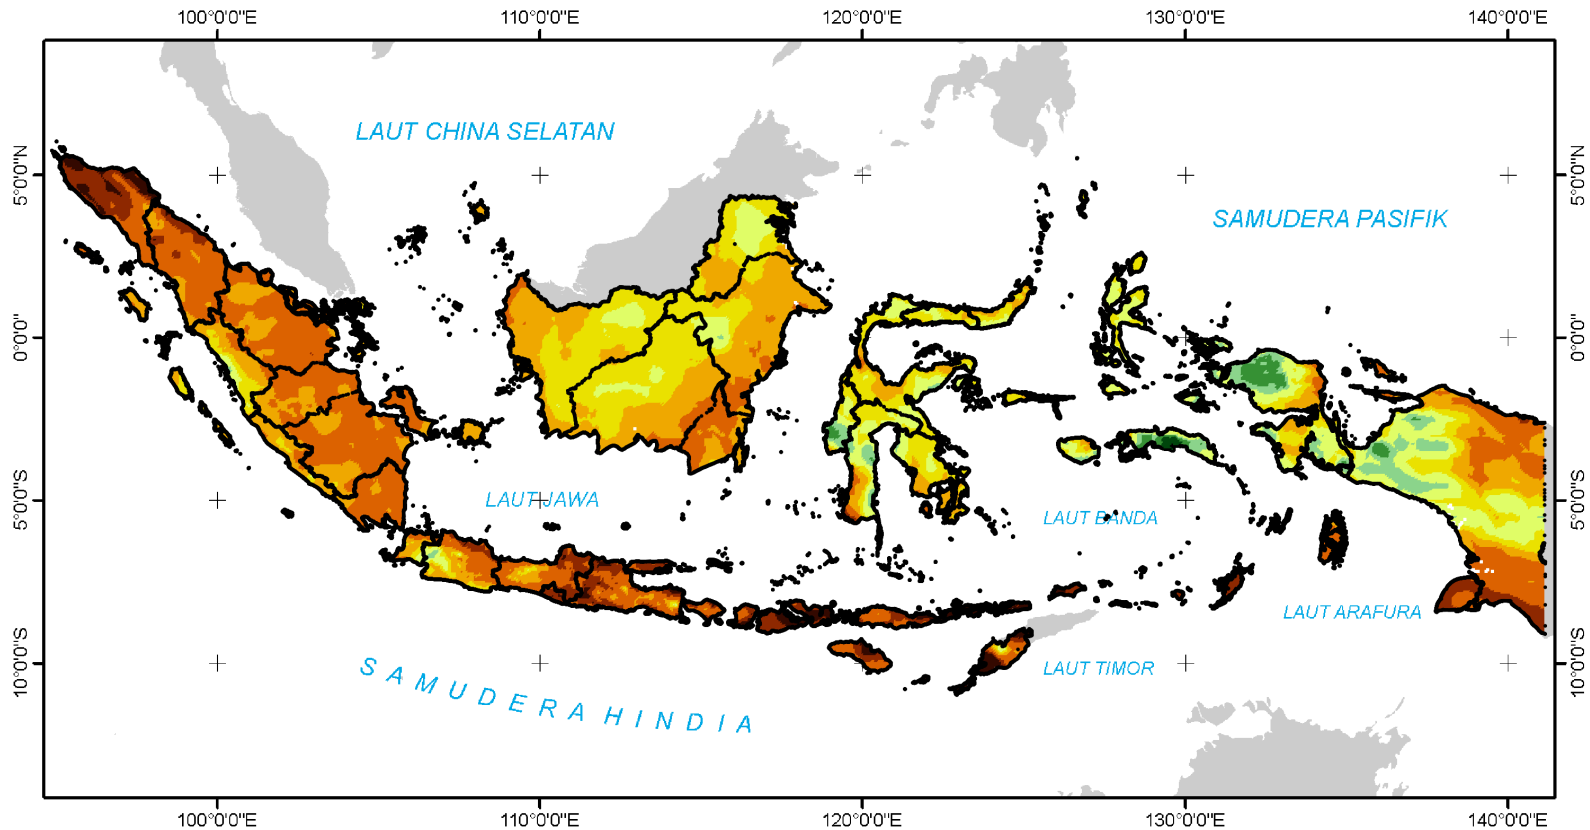 100°0'0"E 110°0'0"E 120°0'0"E 130°0'0"E 140°0'0"E
LAUT CHINA SELATAN
5°0'0"N
5°0'0"N
SAMUDERA PASIFIK
0°0'0"
0°0'0"
5°0'0"S
LAUT JAWA
LAUT BANDA
5°0'0"S
LAUT ARAFURA
10°0'0"S
SAMUDERA HINDIA
LAUT TIMOR
10°0'0"S
100°0'0"E 110°0'0"E 120°0'0"E 130°0'0"E 140°0'0"E